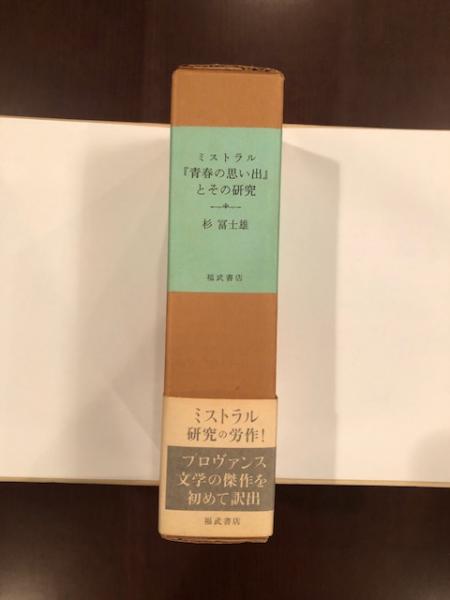 ミストラル
『青春の思い出』
とその研究
杉 冨士雄
福武書店
ミストラル
研究の労作!
プロヴァンス
文学の傑作を
初めて訳出
福武書店